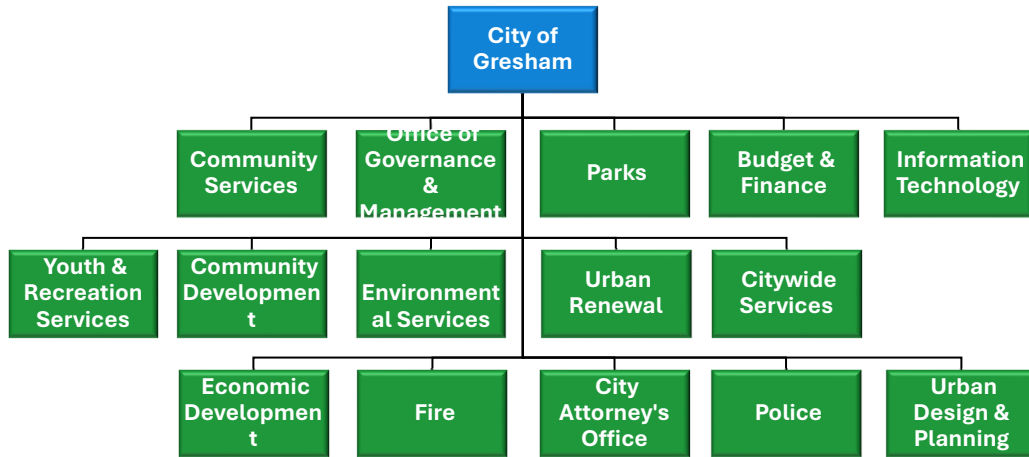 City of
Gresham
Community
Services
Office of
Governance
&
Management
Parks
Budget &
Finance
Information
Technology
Youth &
Recreation
Services
Community
Developmen
t
Environment
al Services
Urban
Renewal
Citywide
Services
Economic
Developmen
t
Fire
City
Attorney's
Office
Police
Urban
Design &
Planning